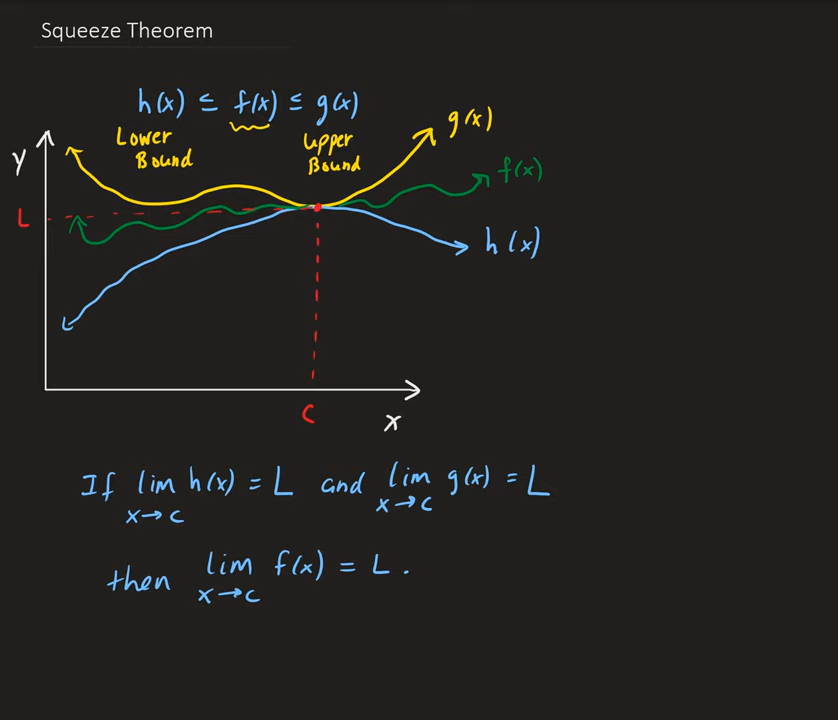 Squeeze Theorem
h(x) ≤ f(x) ≤ g(x)
Lower Bound
Upper Bound
g(x)
y
f(x)
L
h(x)
c
x
If lim h(x) = L and lim g(x) = L
x→c x→c
then lim f(x) = L.
x→c